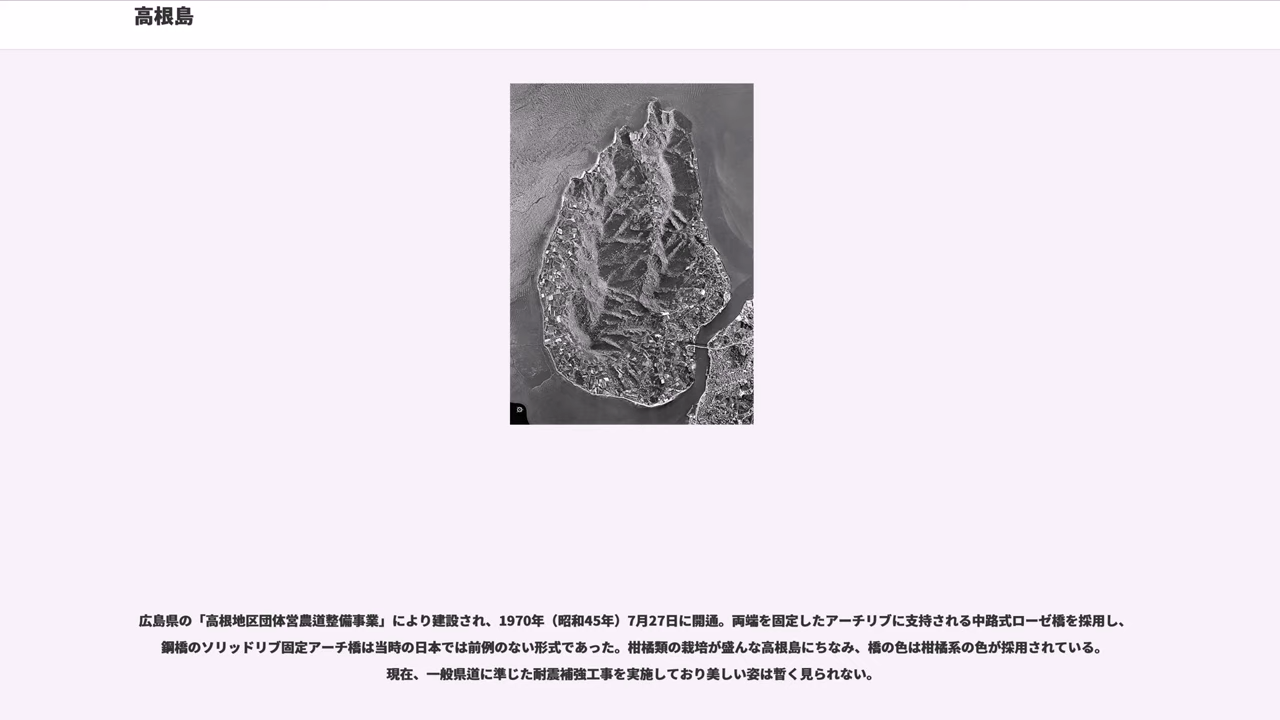 高根島
広島県の「高根地区団体営農道整備事業」により建設され、1970年（昭和45年）7月27日に開通。両端を固定したアーチリブに支持される中路式ローゼ橋を採用し、
鋼橋のソリッドリブ固定アーチ橋は当時の日本では前例のない形式であった。柑橘類の栽培が盛んな高根島にちなみ、橋の色は柑橘系の色が採用されている。
現在、一般県道に準じた耐震補強工事を実施しており美しい姿は暫く見られない。